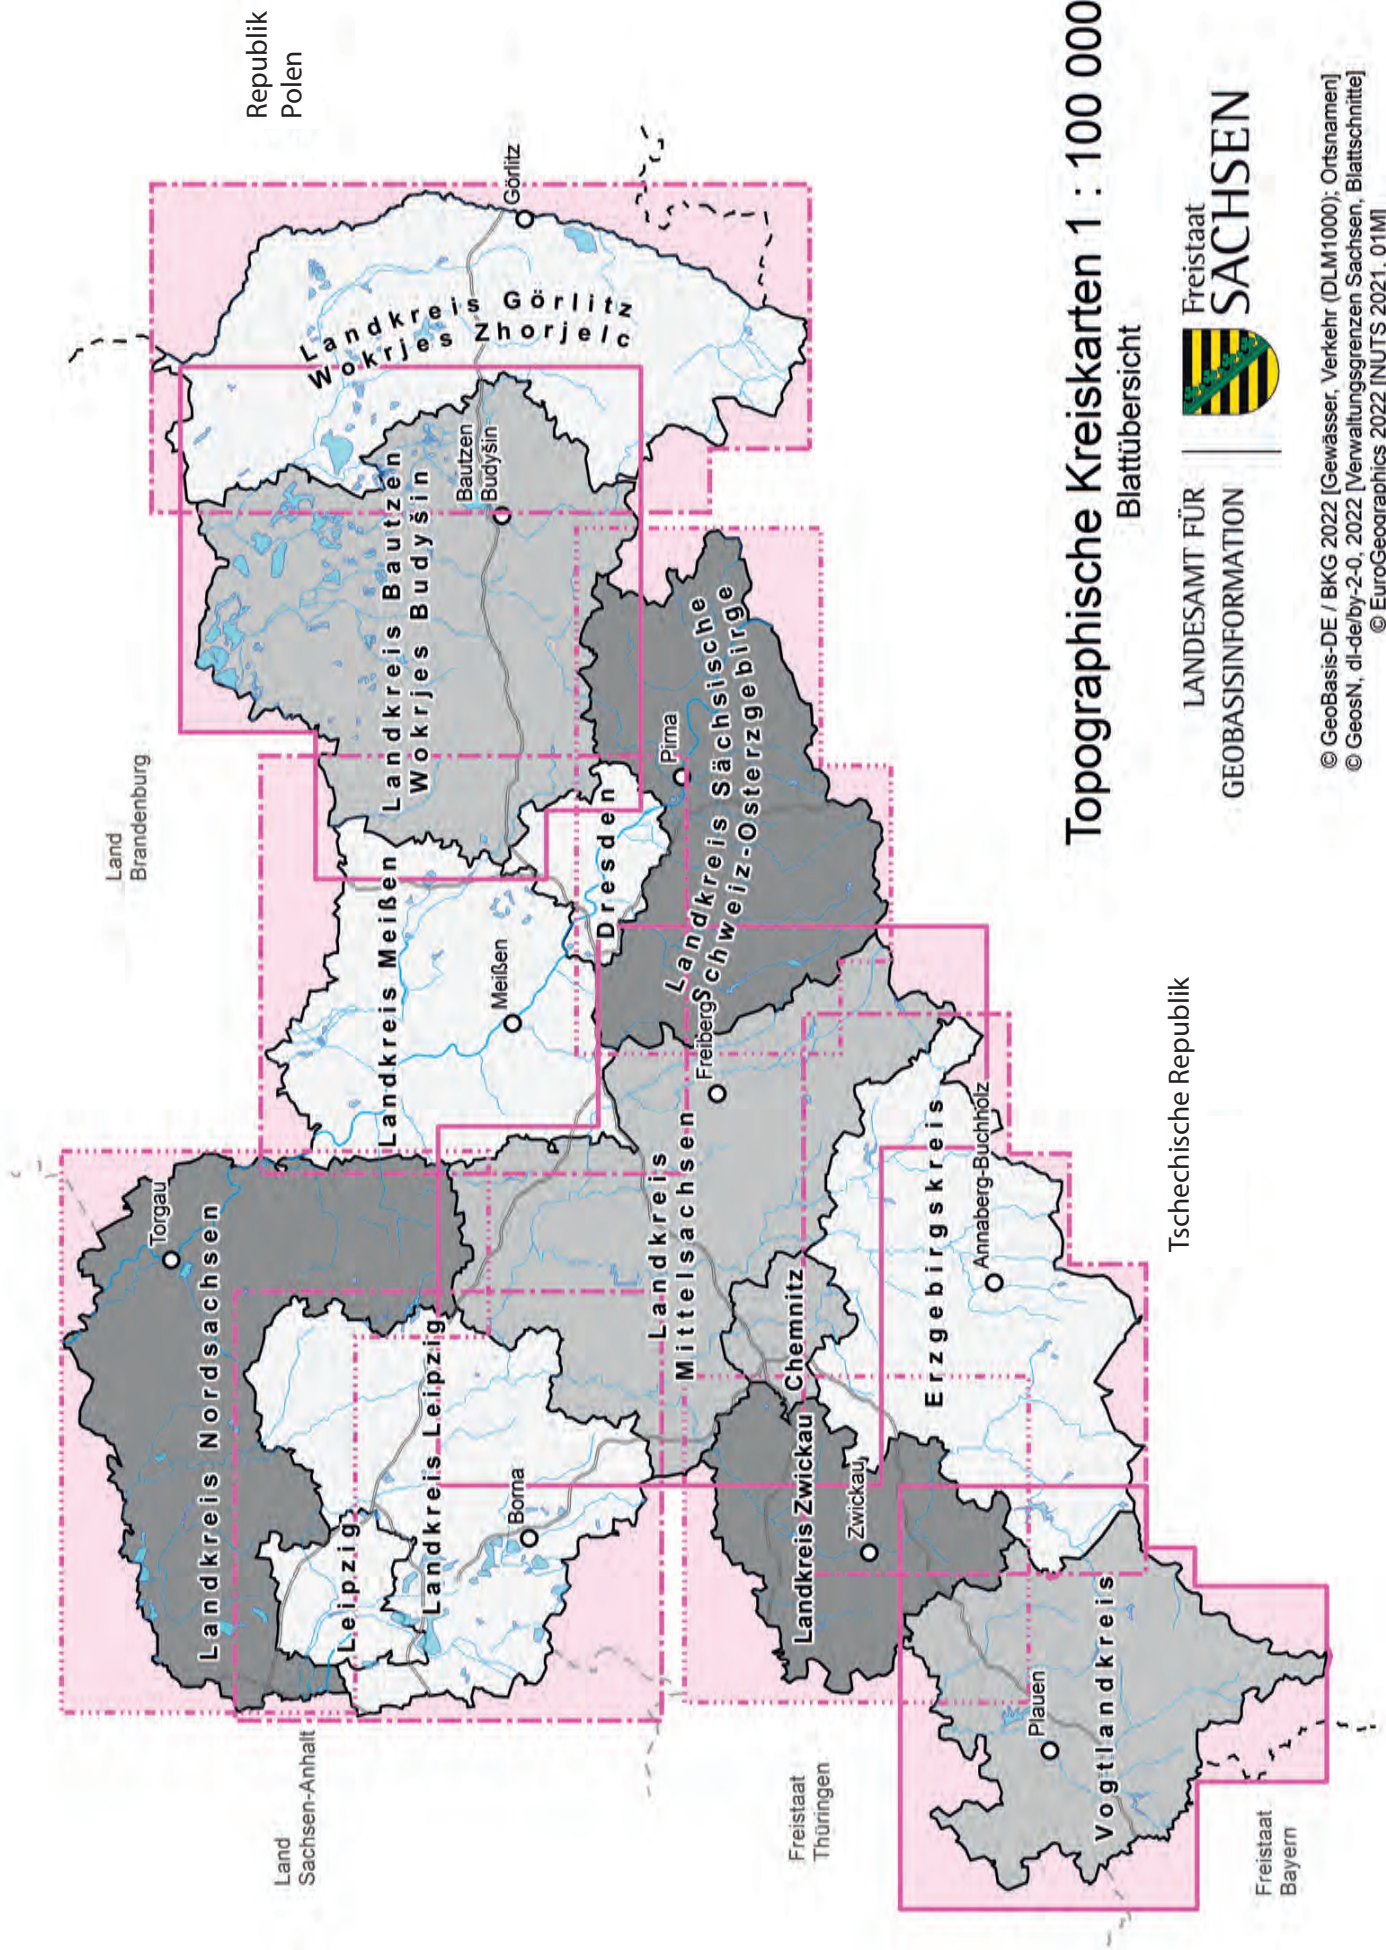 Republik
Polen
Land
Brandenburg
Land
Sachsen-Anhalt
Freistaat
Thüringen
Freistaat
Bayern
Tschechische Republik
Landkreis Nordsachsen
Torgau
Leipzig
Landkreis Leipzig
Borna
Landkreis Meißen
Meißen
Landkreis Bautzen
Wokrjes Budyšin
Bautzen
Budyšin
Landkreis Görlitz
Wokrjes Zhorjelc
Görlitz
Dresden
Pirna
Landkreis Sächsische
Schweiz-Osterzgebirge
Freiberg
Landkreis
Mittelsachsen
Chemnitz
Landkreis Zwickau
Zwickau
Erzgebirgskreis
Annaberg-Buchholz
Vogtlandkreis
Plauen
Topographische Kreiskarten 1 : 100 000
Blattübersicht
LANDESAMT FÜR
GEOBASISINFORMATION
Freistaat
SACHSEN
© GeoBasis-DE / BKG 2022 [Gewässer, Verkehr (DLM1000); Ortsnamen]
© GeosN, dl-de/by-2-0, 2022 [Verwaltungsgrenzen Sachsen, Blattschnitte]
© EuroGeographics 2022 [NUTS 2021. 01M]